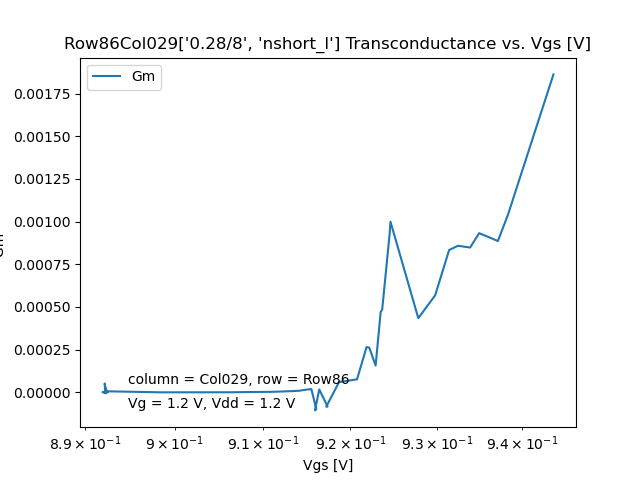 Row86Col029['0.28/8', 'nshort_l'] Transconductance vs. Vgs [V]
Gm
0.00175
0.00150
0.00125
0.00100
0.00075
0.00050
0.00025
0.00000
Gm
column = Col029, row = Row86
Vg = 1.2 V, Vdd = 1.2 V
8.9 × 10⁻¹ 9 × 10⁻¹ 9.1 × 10⁻¹ 9.2 × 10⁻¹ 9.3 × 10⁻¹ 9.4 × 10⁻¹
Vgs [V]